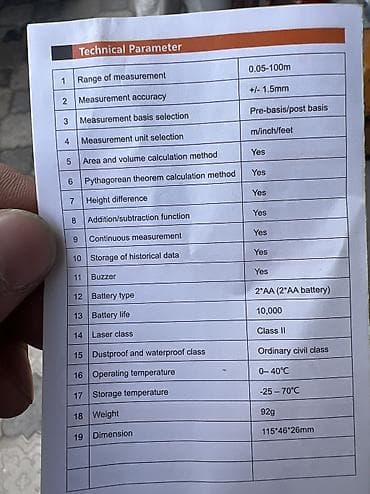 Technical Parameter
1 Range of measurement 0.05-100m
2 Measurement accuracy +/- 1.5mm
3 Measurement basis selection Pre-basis/post basis
4 Measurement unit selection m/inch/feet
5 Area and volume calculation method Yes
6 Pythagorean theorem calculation method Yes
7 Height difference Yes
8 Addition/subtraction function Yes
9 Continuous measurement Yes
10 Storage of historical data Yes
11 Buzzer Yes
12 Battery type 2*AA (2*AA battery)
13 Battery life 10,000
14 Laser class Class II
15 Dustproof and waterproof class Ordinary civil class
16 Operating temperature 0– 40℃
17 Storage temperature -25 – 70℃
18 Weight 92g
19 Dimension 115*46*26mm